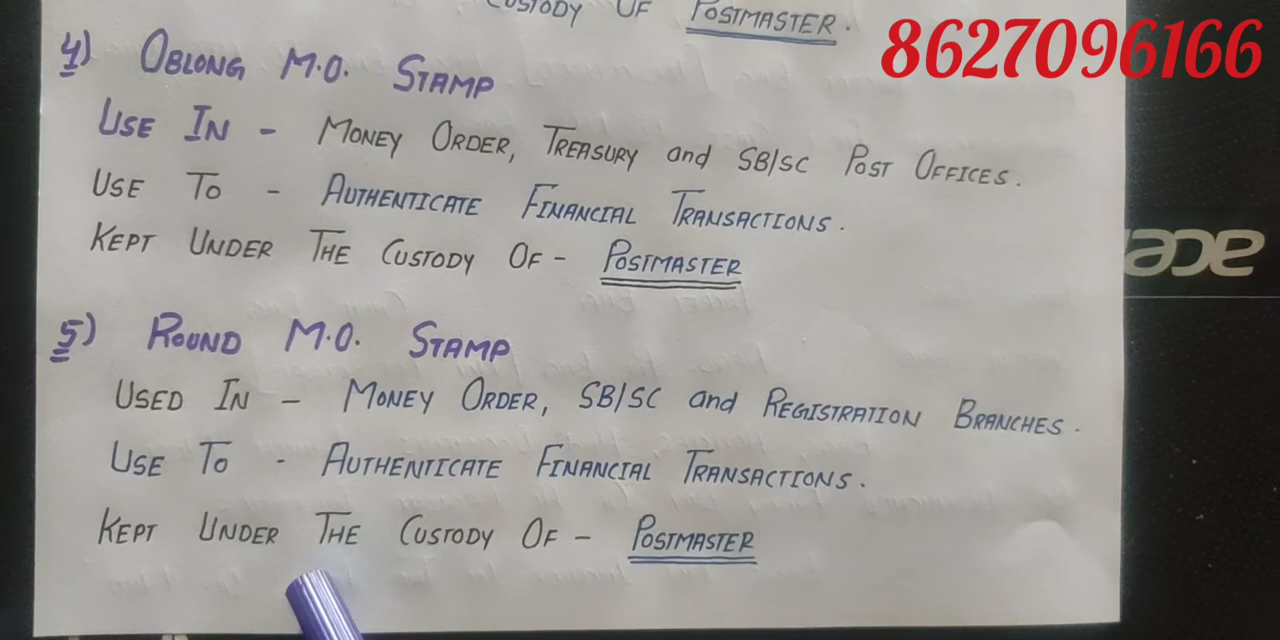 CUSTODY OF POSTMASTER.
8627096166
4) OBLONG M.O. STAMP
USE IN - MONEY ORDER, TREASURY and SB/SC POST OFFICES.
USE TO - AUTHENTICATE FINANCIAL TRANSACTIONS.
KEPT UNDER THE CUSTODY OF - POSTMASTER
acer
5) ROUND M.O. STAMP
USED IN - MONEY ORDER, SB/SC and REGISTRATION BRANCHES.
USE TO - AUTHENTICATE FINANCIAL TRANSACTIONS.
KEPT UNDER THE CUSTODY OF - POSTMASTER